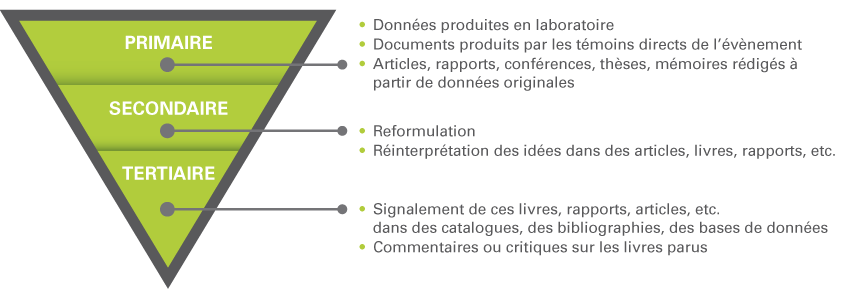 PRIMAIRE
• Données produites en laboratoire
• Documents produits par les témoins directs de l’évènement
• Articles, rapports, conférences, thèses, mémoires rédigés à
partir de données originales
SECONDAIRE
• Reformulation
• Réinterprétation des idées dans des articles, livres, rapports, etc.
TERTIAIRE
• Signalement de ces livres, rapports, articles, etc.
dans des catalogues, des bibliographies, des bases de données
• Commentaires ou critiques sur les livres parus